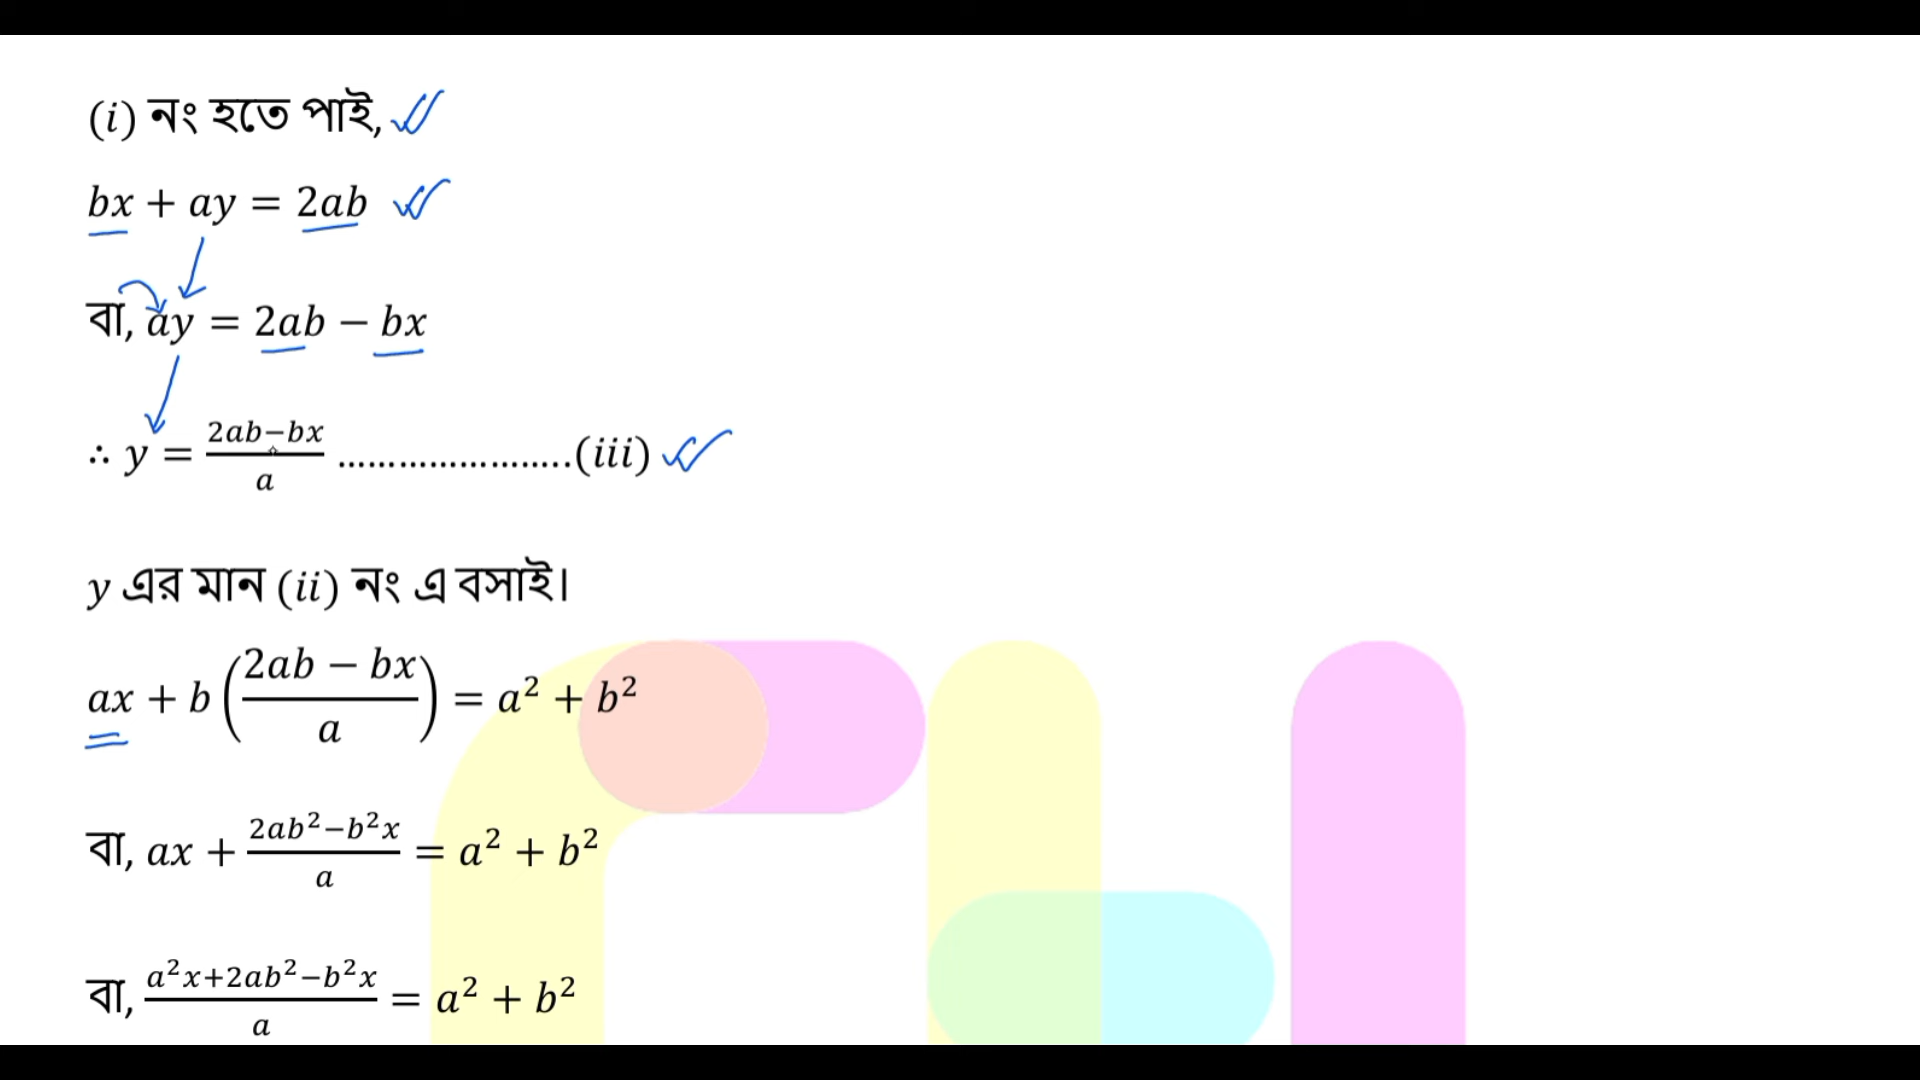 (i) নং হতে পাই,
bx + ay = 2ab
বা, ay = 2ab − bx
∴ y = (2ab−bx)/a ........................(iii)
y এর মান (ii) নং এ বসাই।
ax + b((2ab − bx)/a) = a² + b²
বা, ax + (2ab²−b²x)/a = a² + b²
বা, (a²x+2ab²−b²x)/a = a² + b²